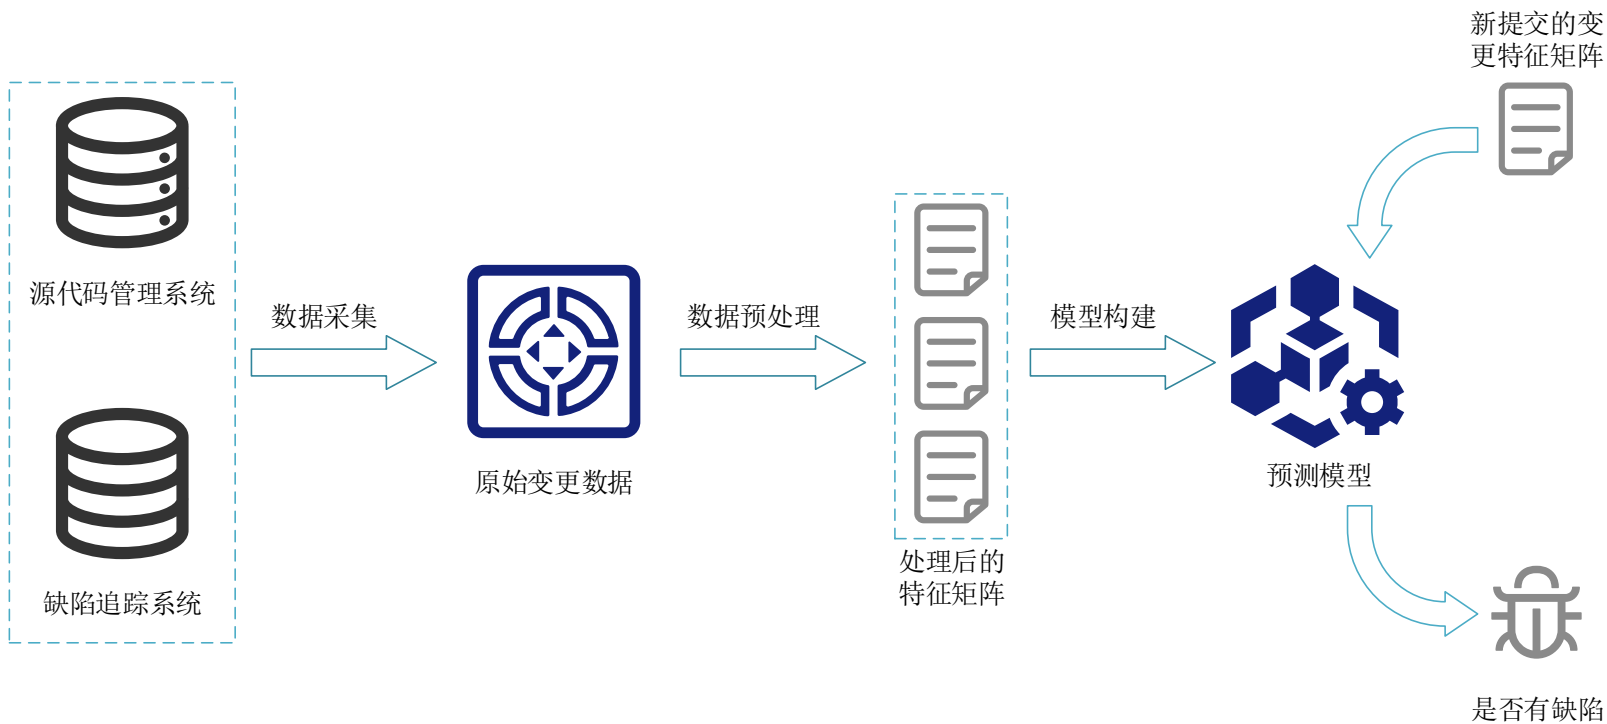 新提交的变
更特征矩阵
源代码管理系统
数据采集
数据预处理
模型构建
原始变更数据
预测模型
处理后的
特征矩阵
缺陷追踪系统
是否有缺陷